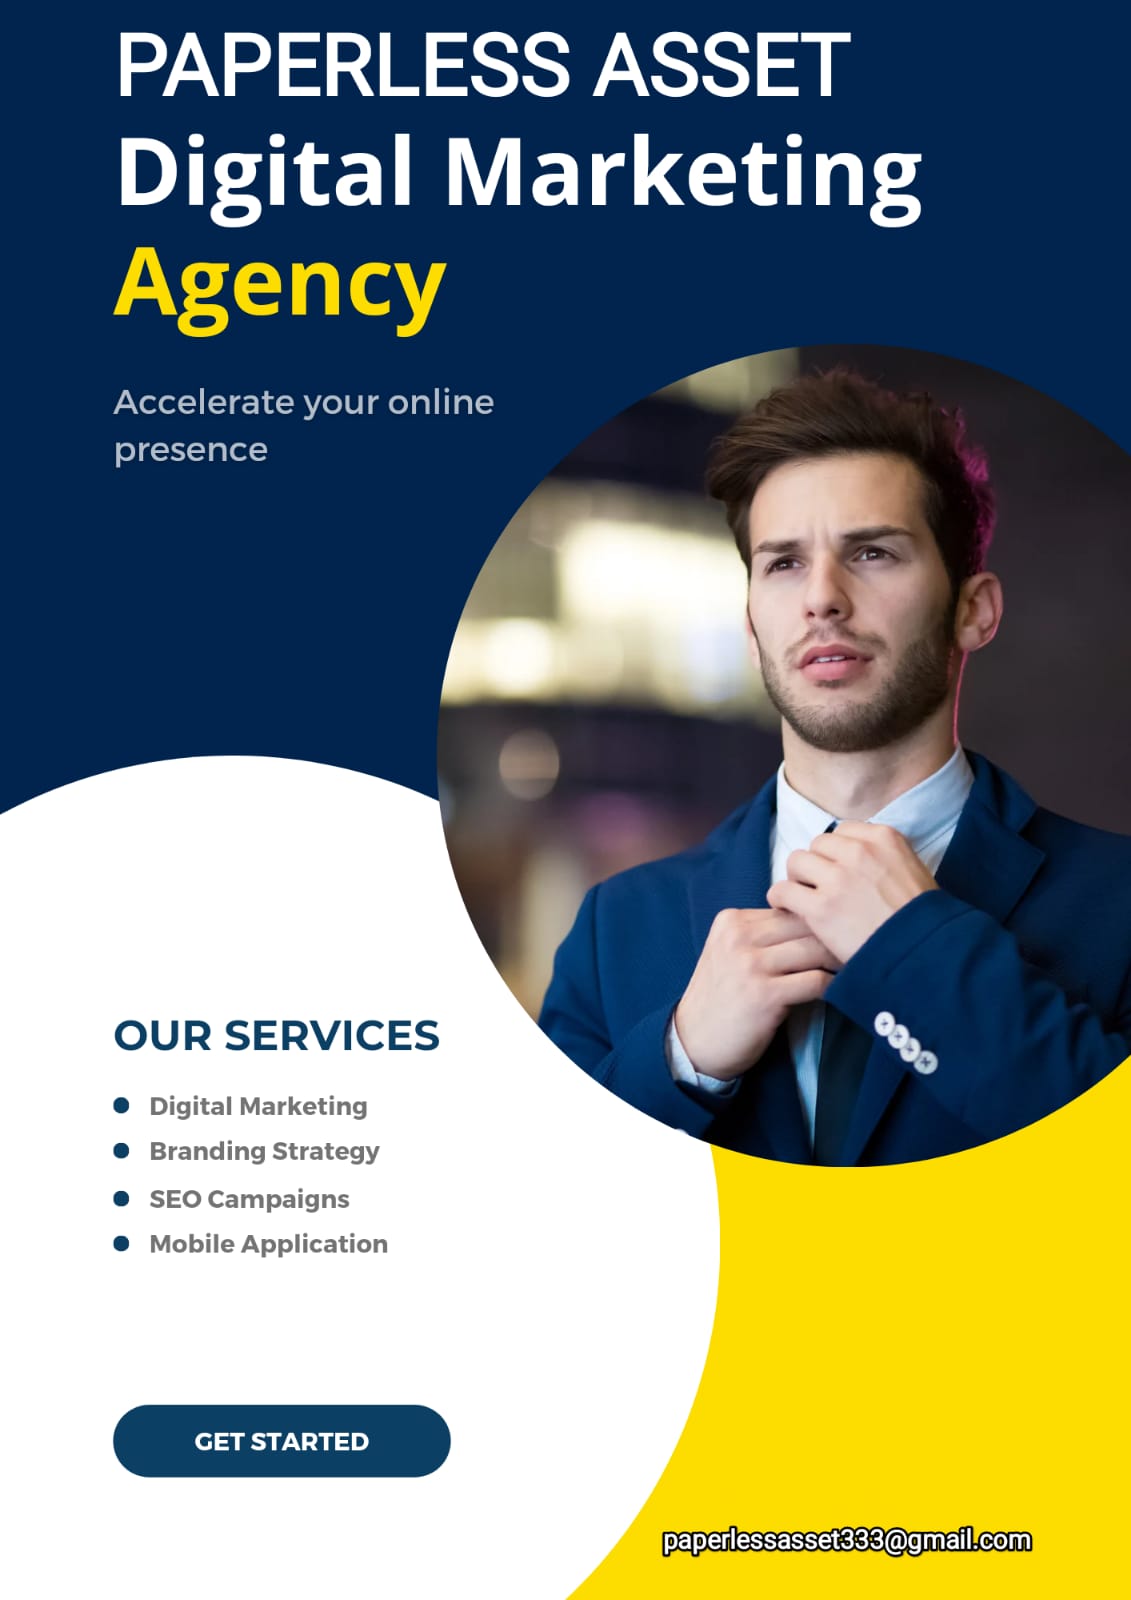 PAPERLESS ASSET
Digital Marketing
Agency
Accelerate your online
presence
OUR SERVICES
Digital Marketing
Branding Strategy
SEO Campaigns
Mobile Application
GET STARTED
paperlessasset333@gmail.com